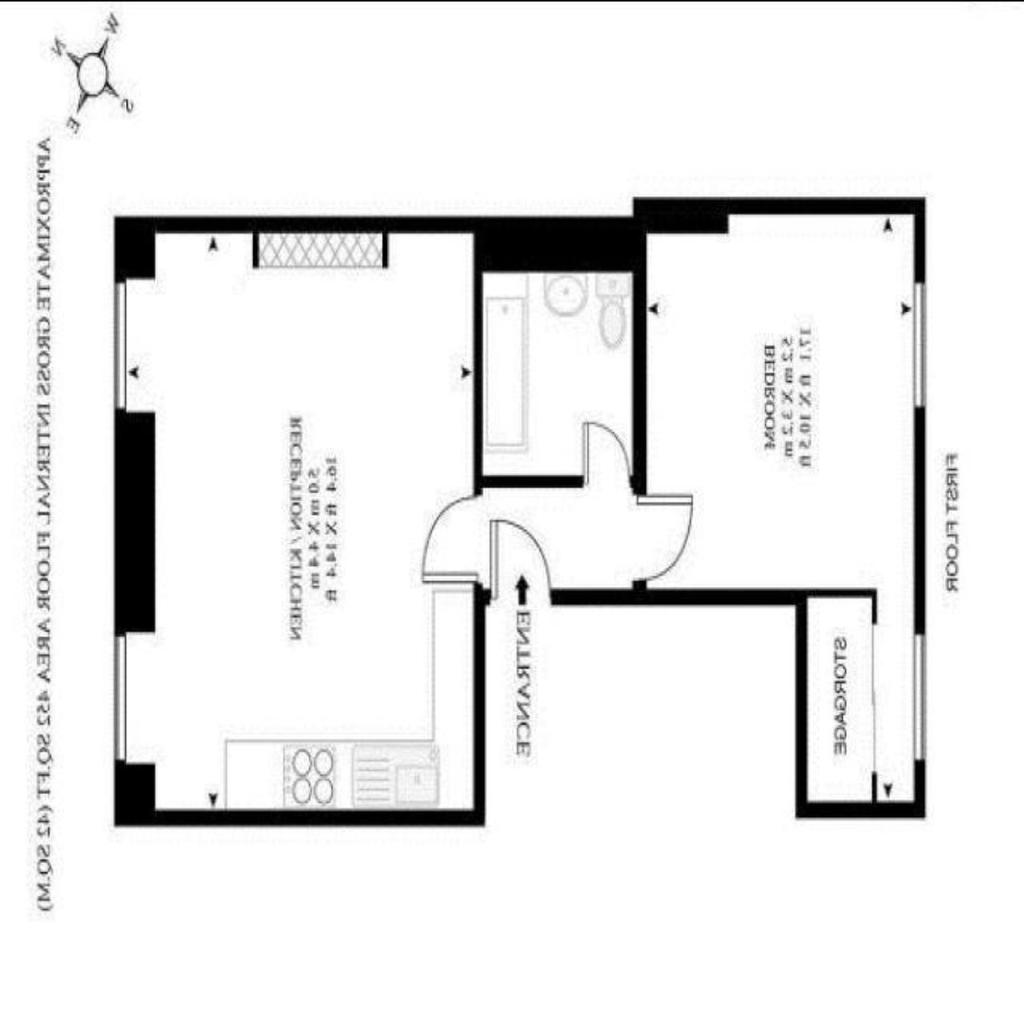 N
W
E
S
APPROXIMATE GROSS INTERNAL FLOOR AREA 452 SQ.FT (42 SQ.M)
RECEPTION / KITCHEN
5.0 m X 4.4 m
16.4 ft X 14.4 ft
BEDROOM
5.2 m X 3.2 m
17.1 ft X 10.5 ft
ENTRANCE
STORGAGE
FIRST FLOOR